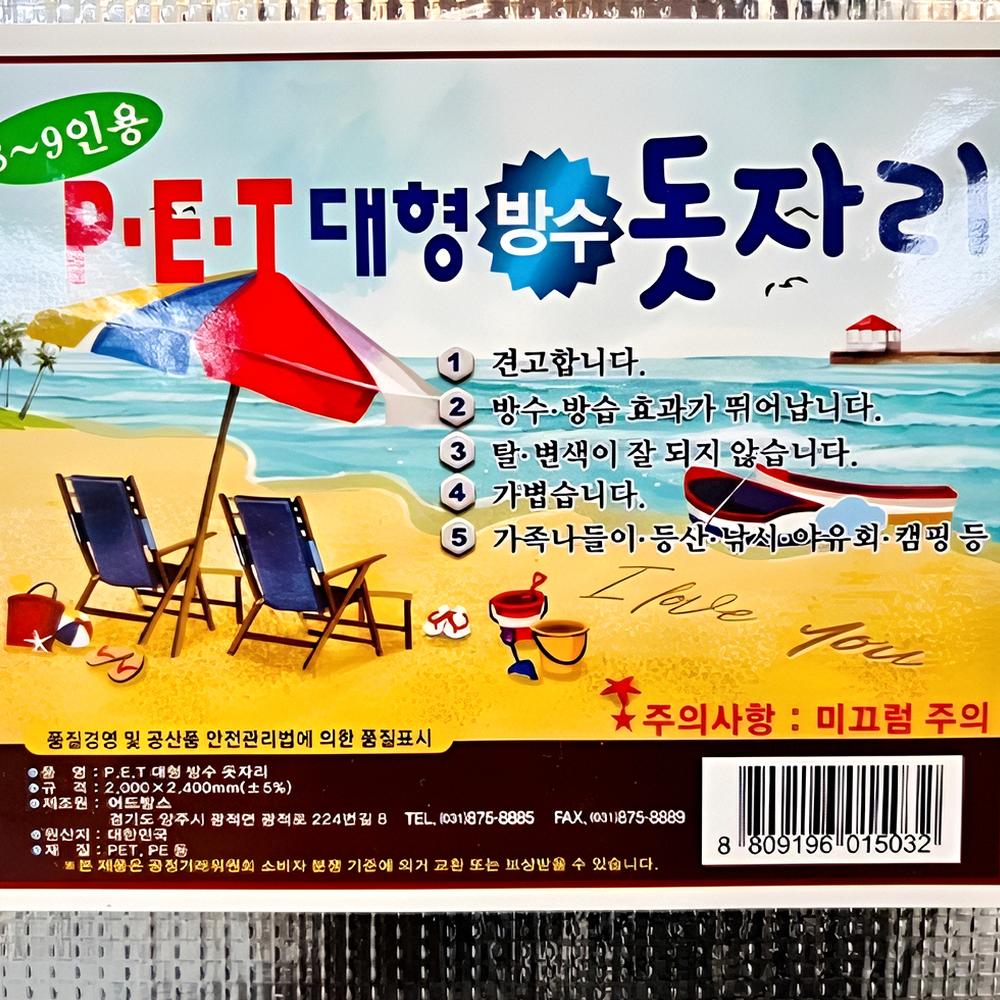 ~9인용
P·E·T 대형 방수 돗자리
1 견고합니다.
2 방수·방습 효과가 뛰어납니다.
3 탈·변색이 잘 되지 않습니다.
4 가볍습니다.
5 가족나들이·등산·낚시·야유회·캠핑 등
I love
You
★주의사항 : 미끄럼 주의
품질경영 및 공산품 안전관리법에 의한 품질표시
품 명 : P.E.T 대형 방수 돗자리
규 격 : 2,000×2,400mm(±5%)
제조원 :
경기도 양주시 광적면 광적로 224번길 8 TEL. (031)875-8885 FAX. (031)875-8889
원산지 : 대한민국
재 질 : PET, PE 등
※본 제품은 공정거래위원회 소비자 분쟁 기준에 의거 교환 또는 보상받을 수 있습니다.
8 809196 015032